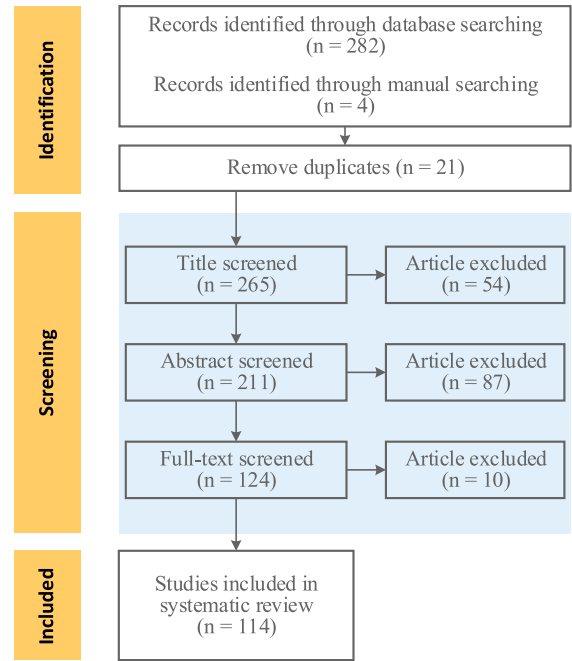 Identification
Records identified through database searching
(n = 282)
Records identified through manual searching
(n = 4)
Remove duplicates (n = 21)
Screening
Title screened
(n = 265)
Article excluded
(n = 54)
Abstract screened
(n = 211)
Article excluded
(n = 87)
Full-text screened
(n = 124)
Article excluded
(n = 10)
Included
Studies included in
systematic review
(n = 114)